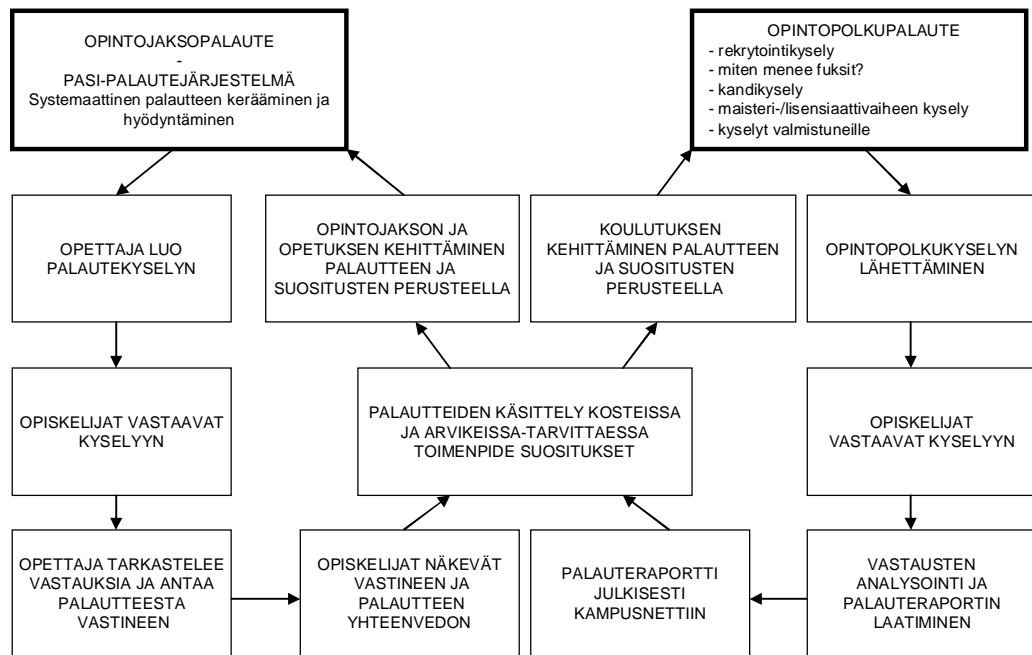 OPINTOJAKSOPALAUTE
-
PASI-PALAUTEJÄRJESTELMÄ
Systemaattinen palautteen kerääminen ja
hyödyntäminen
OPINTOPOLKUPALAUTE
- rekrytointikysely
- miten menee fuksit?
- kandikysely
- maisteri-/lisensiaattivaiheen kysely
- kyselyt valmistuneille
OPETTAJA LUO
PALAUTEKYSELYN
OPINTOJAKSON JA
OPETUKSEN KEHITTÄMINEN
PALAUTTEEN JA
SUOSITUSTEN PERUSTEELLA
KOULUTUKSEN
KEHITTÄMINEN PALAUTTEEN
JA SUOSITUSTEN
PERUSTEELLA
OPINTOPOLKUKYSELYN
LÄHETTÄMINEN
OPISKELIJAT VASTAAVAT
KYSELYYN
PALAUTTEIDEN KÄSITTELY KOSTEISSA
JA ARVIKEISSA-TARVITTAESSA
TOIMENPIDE SUOSITUKSET
OPISKELIJAT
VASTAAVAT KYSELYYN
OPETTAJA TARKASTELEE
VASTAUKSIA JA ANTAA
PALAUTTEESTA
VASTINEEN
OPISKELIJAT NÄKEVÄT
VASTINEEN JA
PALAUTTEEN
YHTEENVEDON
PALAUTERAPORTTI
JULKISESTI
KAMPUSNETTIIN
VASTAUSTEN
ANALYSOINTI JA
PALAUTERAPORTIN
LAATIMINEN